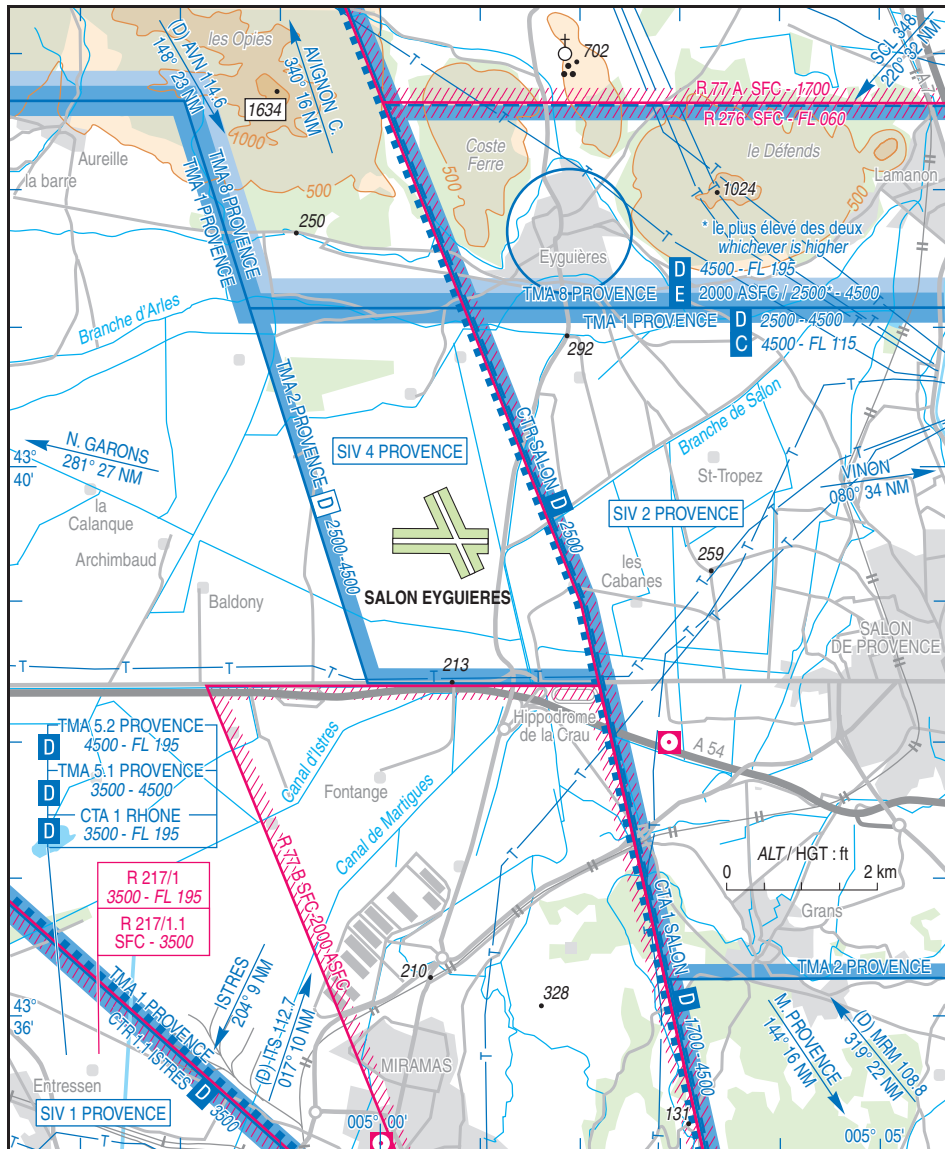 les Opies
(D) AVN 114.6
148° 23 NM
AVIGNON C.
340° 16 NM
1634
1000
500
702
SCL 348
220° 52 NM
A 7
R 77 A SFC - 1700
R 276 SFC - FL 060
Aureille
la barre
Coste
Ferre
500
le Défends
1024
500
Lamanon
TMA 8 PROVENCE
TMA 1 PROVENCE
250
Eyguières
* le plus élevé des deux
whichever is higher
D 4500 - FL 195
TMA 8 PROVENCE
E 2000 ASFC / 2500* - 4500
TMA 1 PROVENCE D 2500 - 4500
C 4500 - FL 115
Branche d'Arles
292
TMA 2 PROVENCE D 2500-4500
CTR SALON D 2500
Branche de Salon
N. GARONS
281° 27 NM
43°
40'
SIV 4 PROVENCE
St-Tropez
VINON
080° 34 NM
la
Calanque
SIV 2 PROVENCE
Archimbaud
259
les
Cabanes
Baldony
SALON EYGUIERES
SALON
DE PROVENCE
T T T T T T
213
Hippodrome
de la Crau
A 54
TMA 5.2 PROVENCE
D 4500 - FL 195
TMA 5.1 PROVENCE
D 3500 - 4500
CTA 1 RHONE
D 3500 - FL 195
Canal d'Istres
Fontange
Canal de Martigues
R 77 B SFC-2000 ASFC
ALT / HGT : ft
0 2 km
R 217/1
3500 - FL 195
R 217/1.1
SFC - 3500
Grans
CTA 1 SALON D 1700-4500
TMA 2 PROVENCE
TMA 1 PROVENCE
CTR 1.1 ISTRES D 3500
ISTRES
204° 9 NM
(D) ITS 112.7
017° 10 NM
210
328
43°
36'
M. PROVENCE
144° 16 NM
(D) MRM 108.8
319° 22 NM
MIRAMAS
Entressen
SIV 1 PROVENCE
005° 00'
131
005° 05'